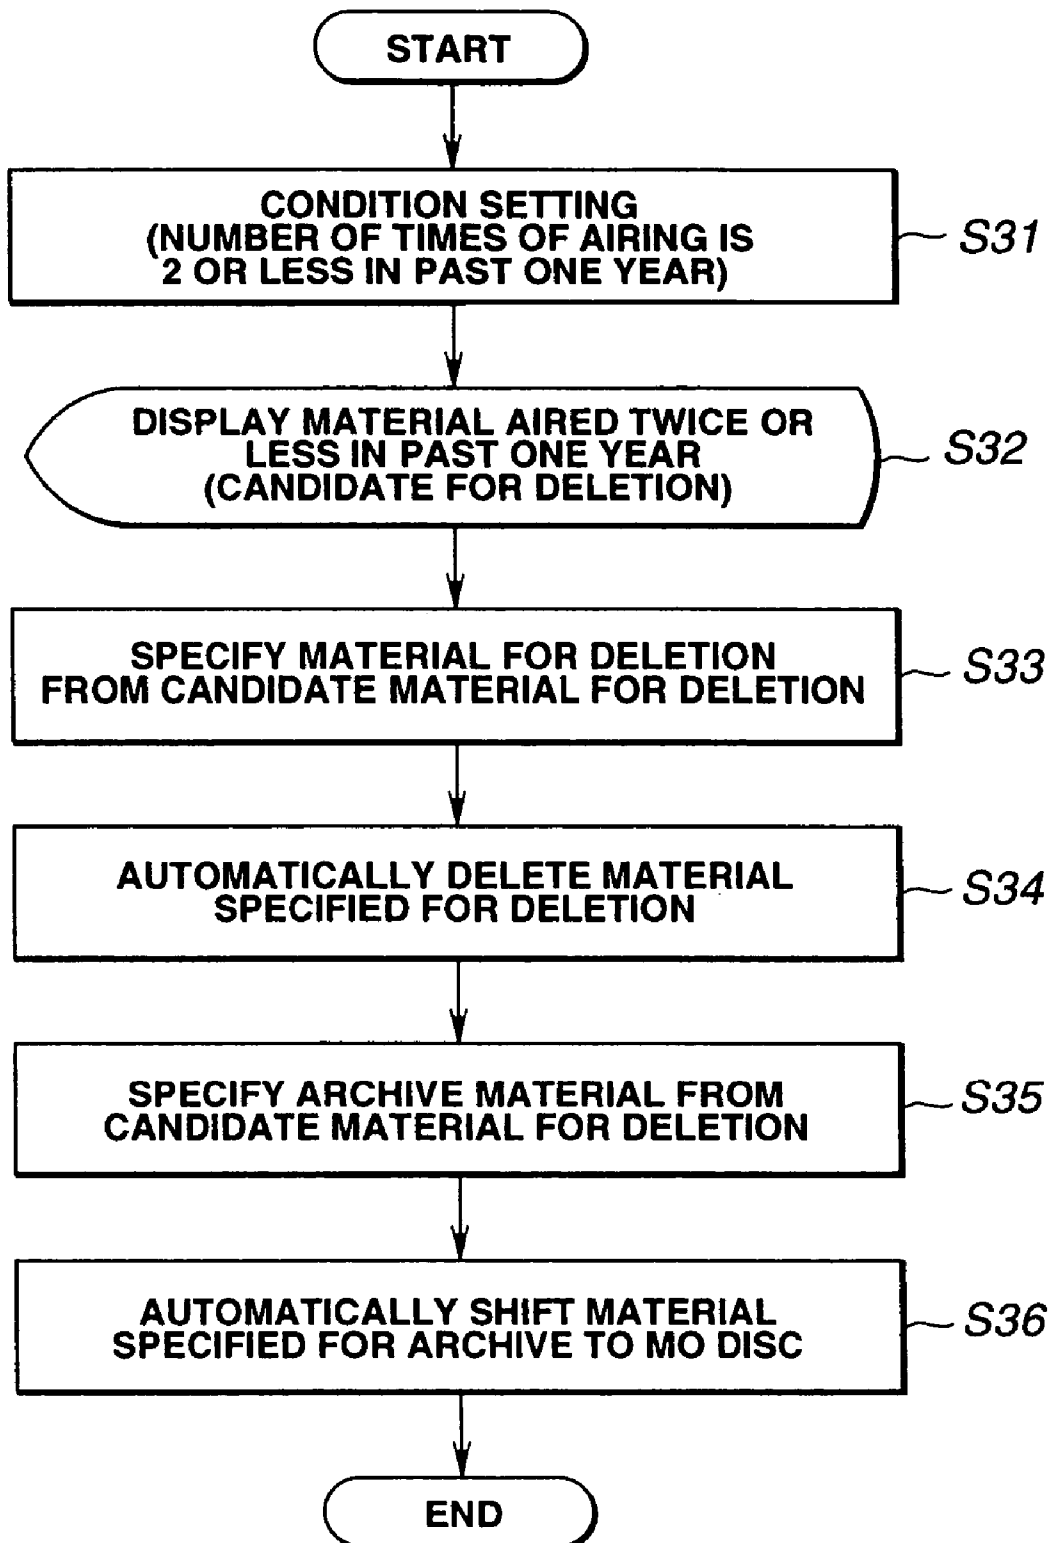 START
CONDITION SETTING
(NUMBER OF TIMES OF AIRING IS
2 OR LESS IN PAST ONE YEAR)
S31
DISPLAY MATERIAL AIRED TWICE OR
LESS IN PAST ONE YEAR
(CANDIDATE FOR DELETION)
S32
SPECIFY MATERIAL FOR DELETION
FROM CANDIDATE MATERIAL FOR DELETION
S33
AUTOMATICALLY DELETE MATERIAL
SPECIFIED FOR DELETION
S34
SPECIFY ARCHIVE MATERIAL FROM
CANDIDATE MATERIAL FOR DELETION
S35
AUTOMATICALLY SHIFT MATERIAL
SPECIFIED FOR ARCHIVE TO MO DISC
S36
END